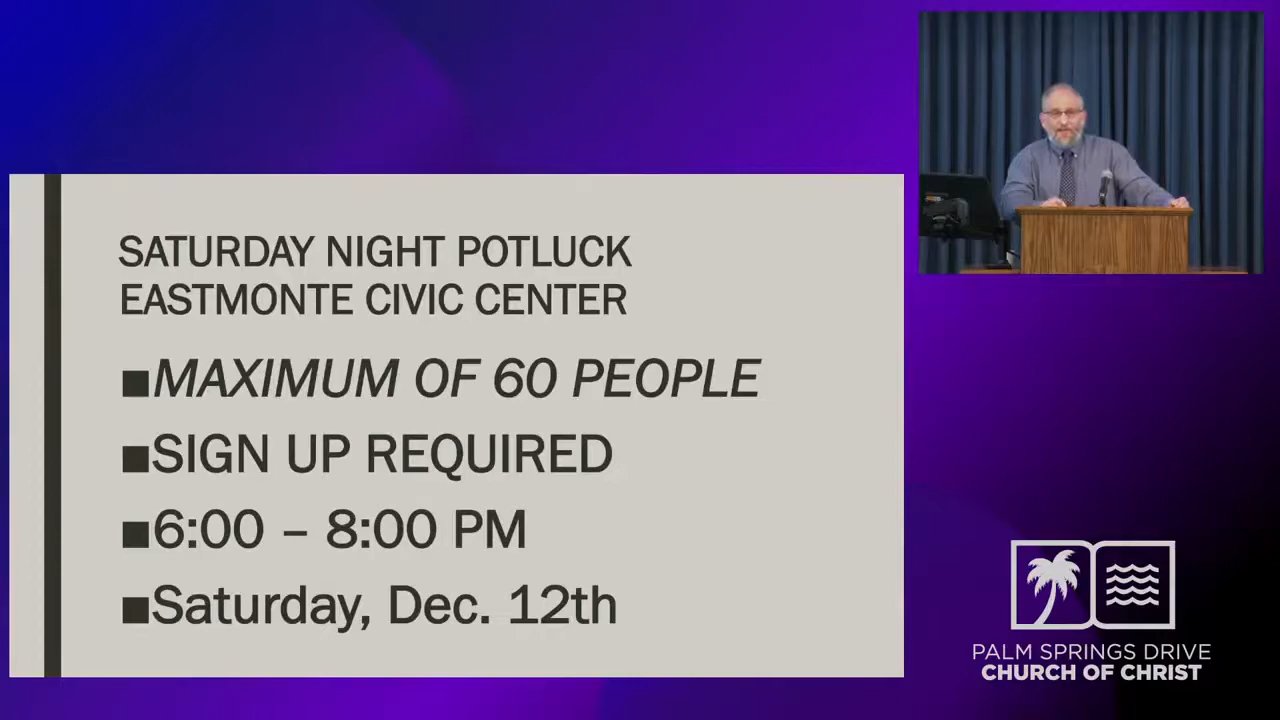 SATURDAY NIGHT POTLUCK
EASTMONTE CIVIC CENTER
■MAXIMUM OF 60 PEOPLE
■SIGN UP REQUIRED
■6:00 – 8:00 PM
■Saturday, Dec. 12th
PALM SPRINGS DRIVE
CHURCH OF CHRIST